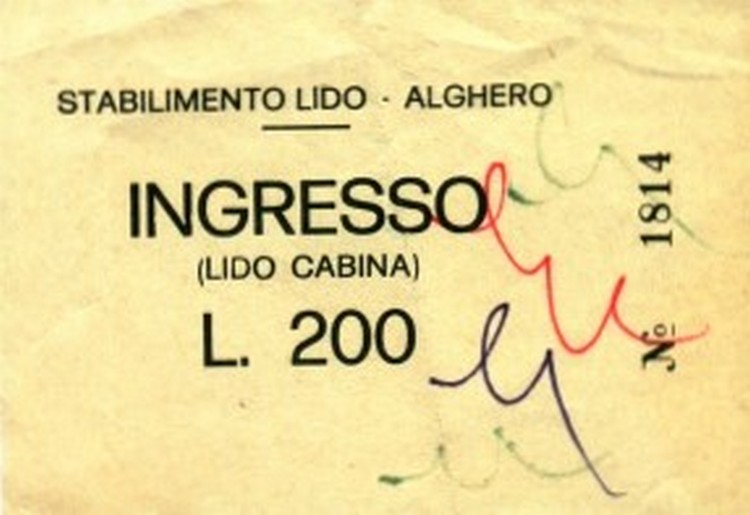 STABILIMENTO LIDO - ALGHERO
INGRESSO
(LIDO CABINA)
L. 200
Nº 1814